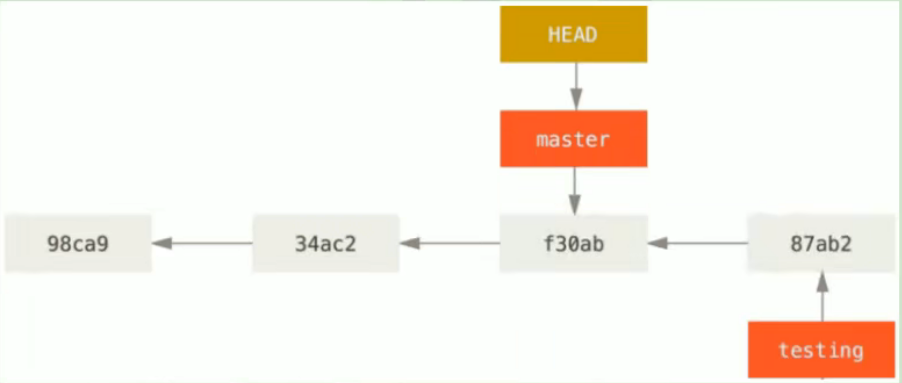 HEAD
master
98ca9
34ac2
f30ab
87ab2
testing